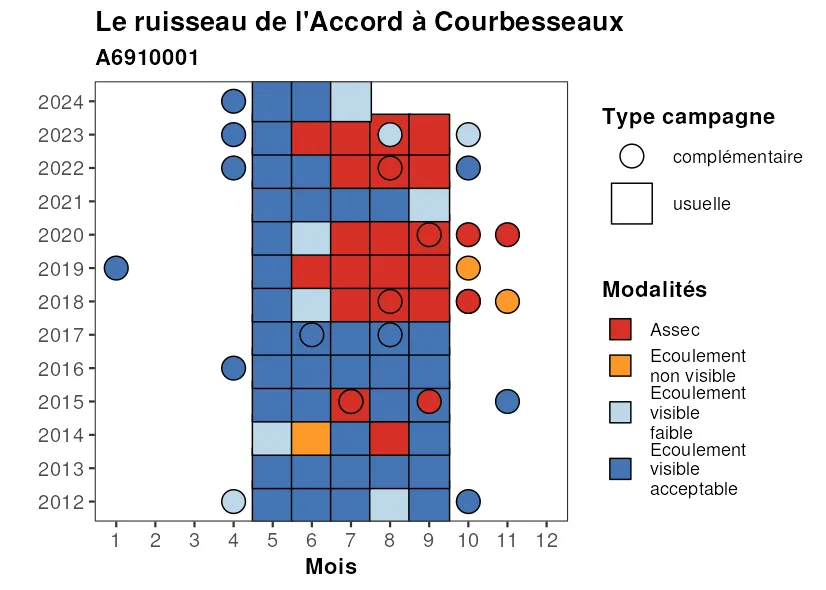 Le ruisseau de l'Accord à Courbesseaux
A6910001
2024
2023
2022
2021
2020
2019
2018
2017
2016
2015
2014
2013
2012
1 2 3 4 5 6 7 8 9 10 11 12
Mois
Type campagne
complémentaire
usuelle
Modalités
Assec
Ecoulement
non visible
Ecoulement
visible
faible
Ecoulement
visible
acceptable